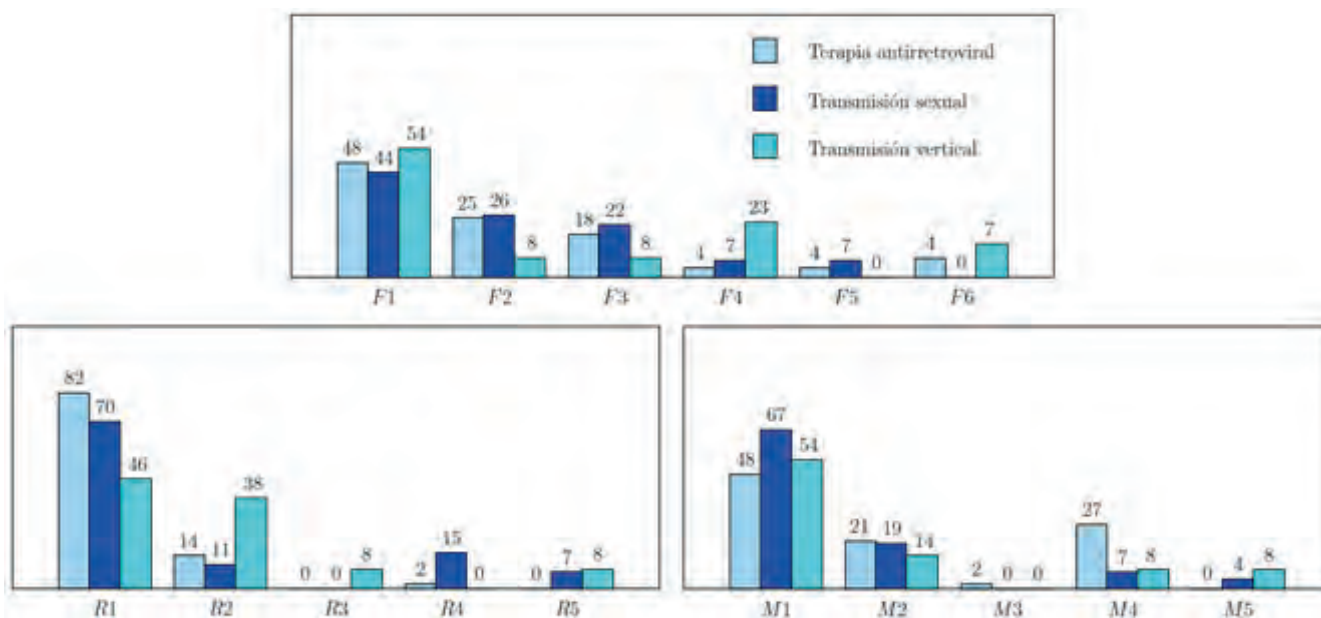 Terapia antirretroviral
Transmisión sexual
Transmisión vertical
48 44 54 25 26 8 18 22 8 4 7 23 4 7 0 4 0 7
F1 F2 F3 F4 F5 F6
82 70 46 14 11 38 0 0 8 2 15 0 0 7 8
R1 R2 R3 R4 R5
48 67 54 21 19 14 2 0 0 27 7 8 0 4 8
M1 M2 M3 M4 M5